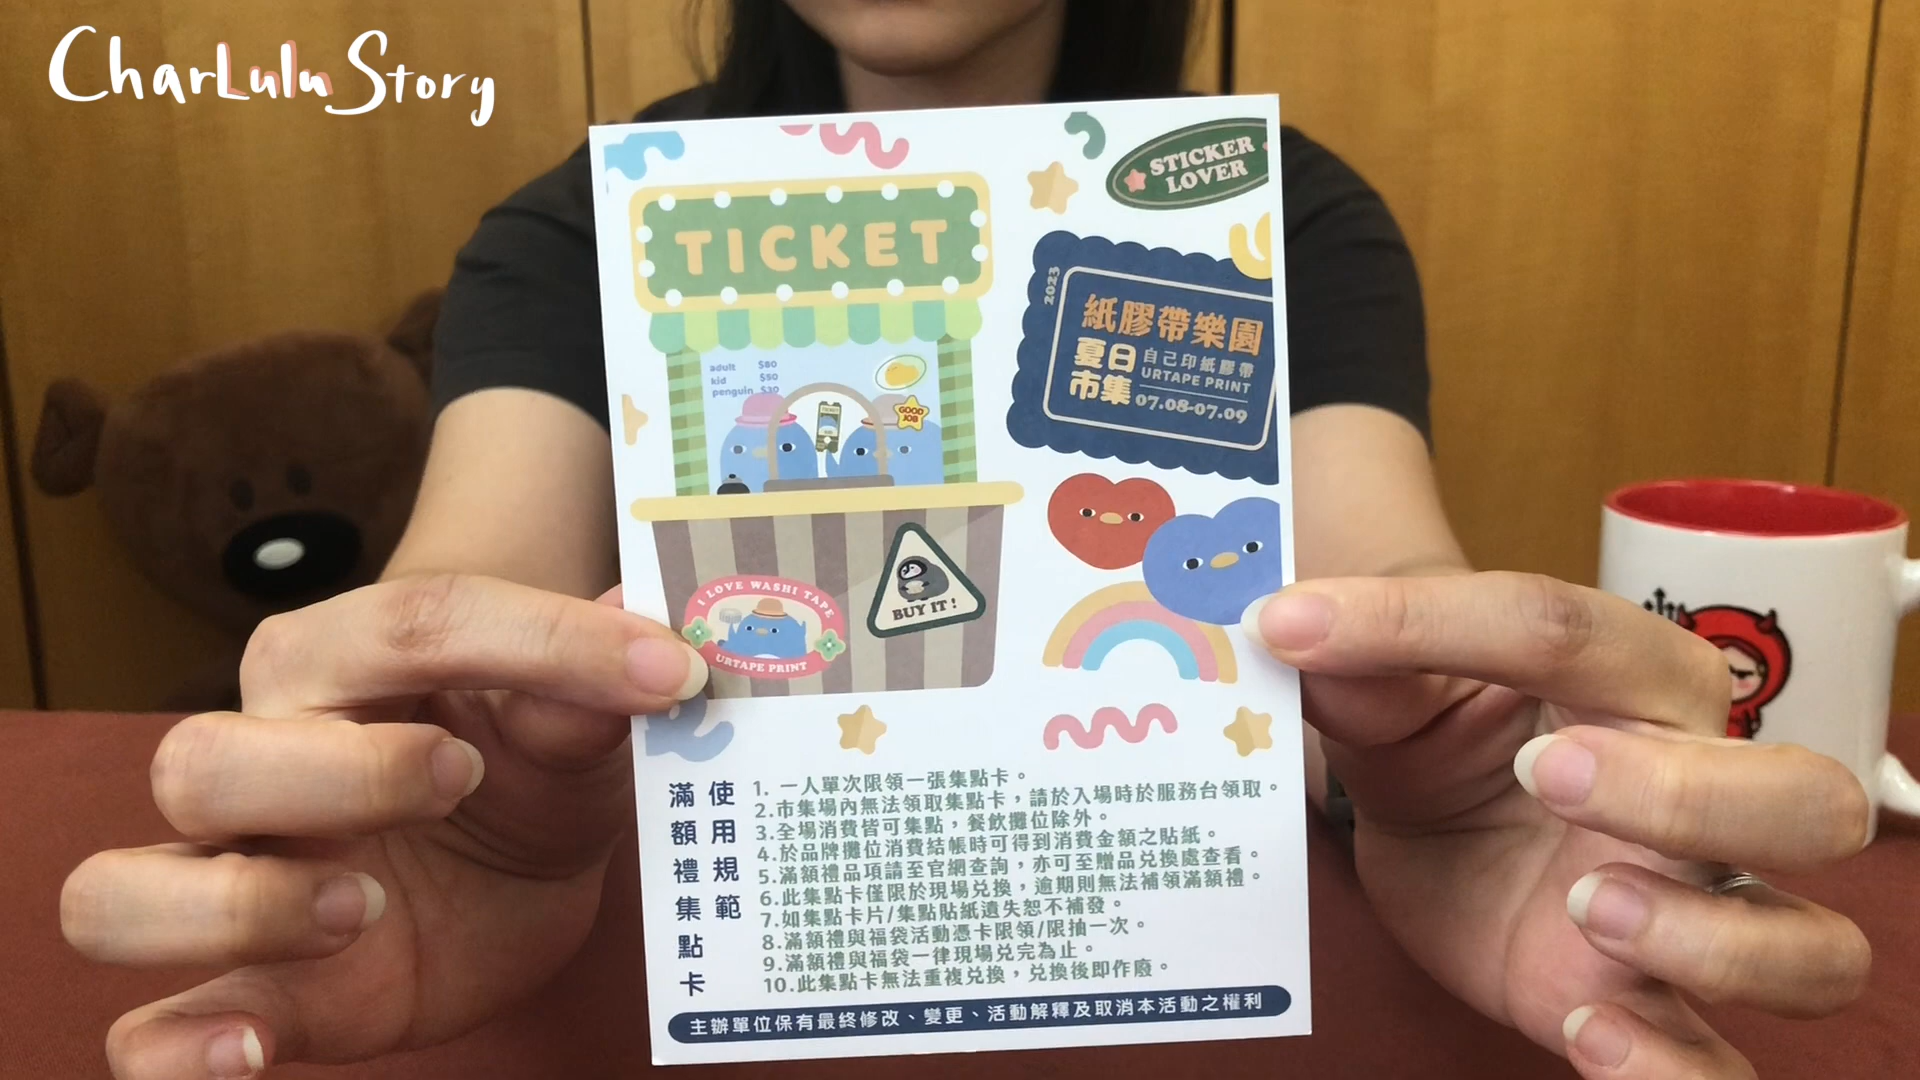 CharLuluStory
STICKER
LOVER
TICKET
2023
紙膠帶樂園
夏日
市集
自己印紙膠帶
URTAPE PRINT
07.08-07.09
adult $80
kid $50
penguin $30
GOOD
JOB
I LOVE WASHI TAPE
URTAPE PRINT
BUY IT!
滿額禮集點卡
使用規範
1. 一人單次限領一張集點卡。
2.市集場內無法領取集點卡，請於入場時於服務台領取。
3.全場消費皆可集點，餐飲攤位除外。
4.於品牌攤位消費結帳時可得到消費金額之貼紙。
5.滿額禮品項請至官網查詢，亦可至贈品兌換處查看。
6.此集點卡僅限於現場兌換，逾期則無法補領滿額禮。
7.如集點卡片/集點貼紙遺失恕不補發。
8.滿額禮與福袋活動憑卡限領/限抽一次。
9.滿額禮與福袋一律現場兌完為止。
10.此集點卡無法重複兌換，兌換後即作廢。
主辦單位保有最終修改、變更、活動解釋及取消本活動之權利